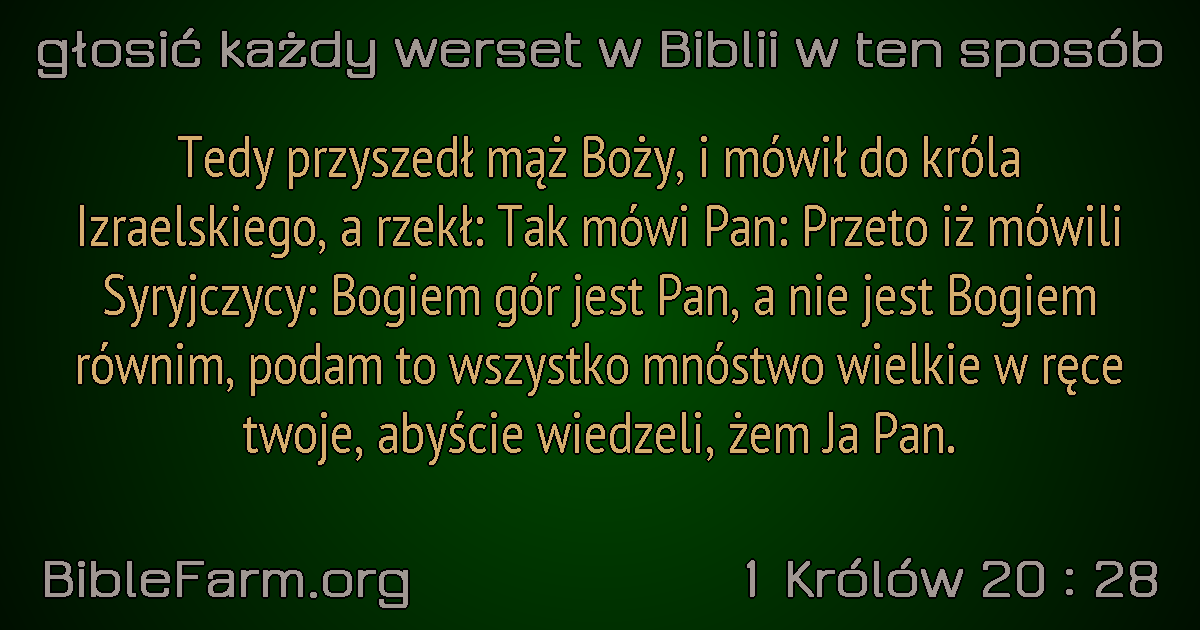 głosić każdy werset w Biblii w ten sposób
Tedy przyszedł mąż Boży, i mówił do króla
Izraelskiego, a rzekł: Tak mówi Pan: Przeto iż mówili
Syryjczycy: Bogiem gór jest Pan, a nie jest Bogiem
równim, podam to wszystko mnóstwo wielkie w ręce
twoje, abyście wiedzeli, żem Ja Pan.
BibleFarm.org
1 Królów 20 : 28